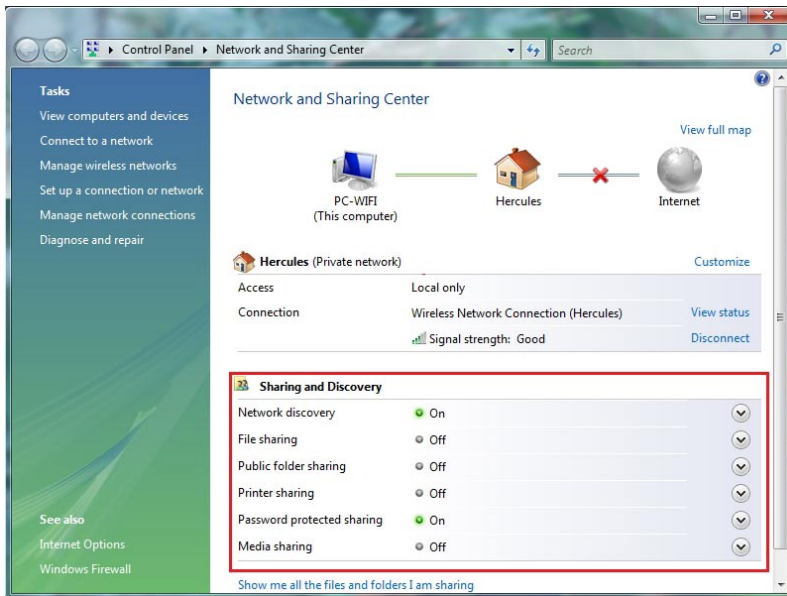 Control Panel
Network and Sharing Center
Search
Tasks
View computers and devices
Connect to a network
Manage wireless networks
Set up a connection or network
Manage network connections
Diagnose and repair
See also
Internet Options
Windows Firewall
Network and Sharing Center
View full map
PC-WIFI
(This computer)
Hercules
Internet
Hercules (Private network)
Customize
Access Local only
Connection Wireless Network Connection (Hercules) View status
Signal strength: Good Disconnect
Sharing and Discovery
Network discovery On
File sharing Off
Public folder sharing Off
Printer sharing Off
Password protected sharing On
Media sharing Off
Show me all the files and folders I am sharing